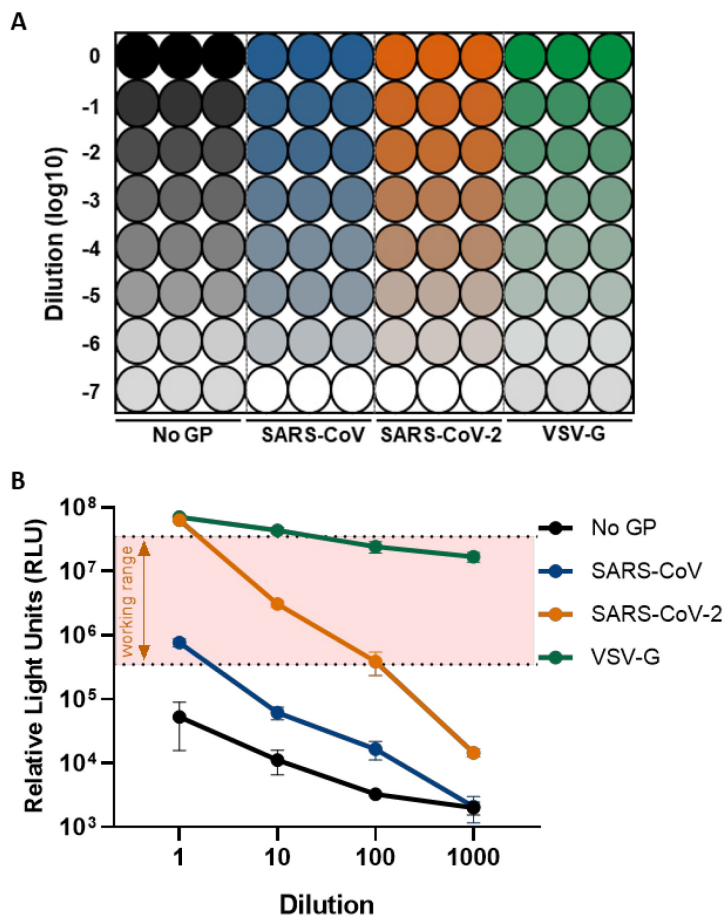 A
Dilution (log10)
0
-1
-2
-3
-4
-5
-6
-7
No GP SARS-CoV SARS-CoV-2 VSV-G
B
Relative Light Units (RLU)
10⁸
10⁷
10⁶
10⁵
10⁴
10³
working range
No GP
SARS-CoV
SARS-CoV-2
VSV-G
1 10 100 1000
Dilution